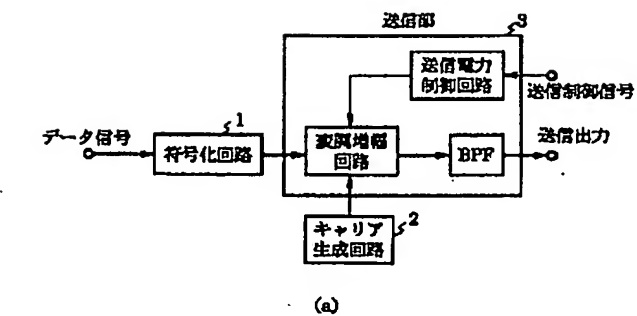 送信部
3
送信電力
制御回路
送信制御信号
データ信号
1
符号化回路
変調増幅
回路
BPF
送信出力
キャリア
生成回路
2
(a)